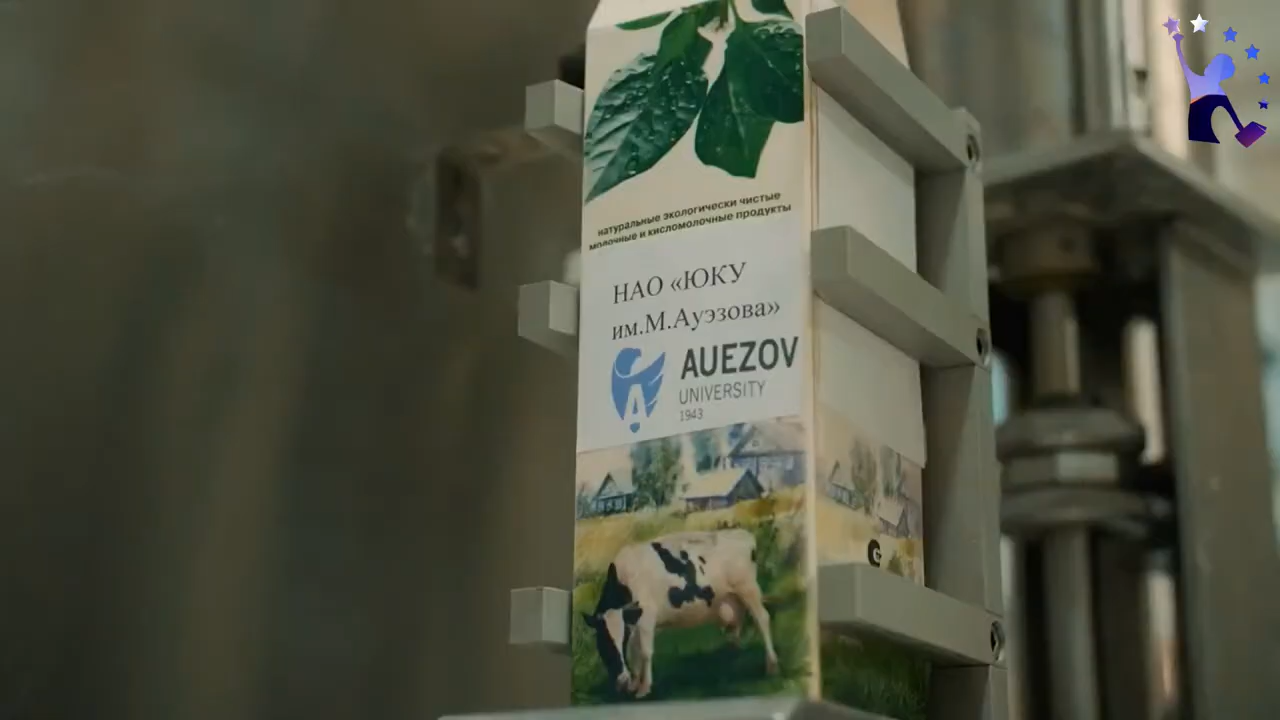 натуральные экологически чистые
молочные и кисломолочные продукты
НАО «ЮКУ
им.М.Ауэзова»
AUEZOV
UNIVERSITY
1943
G